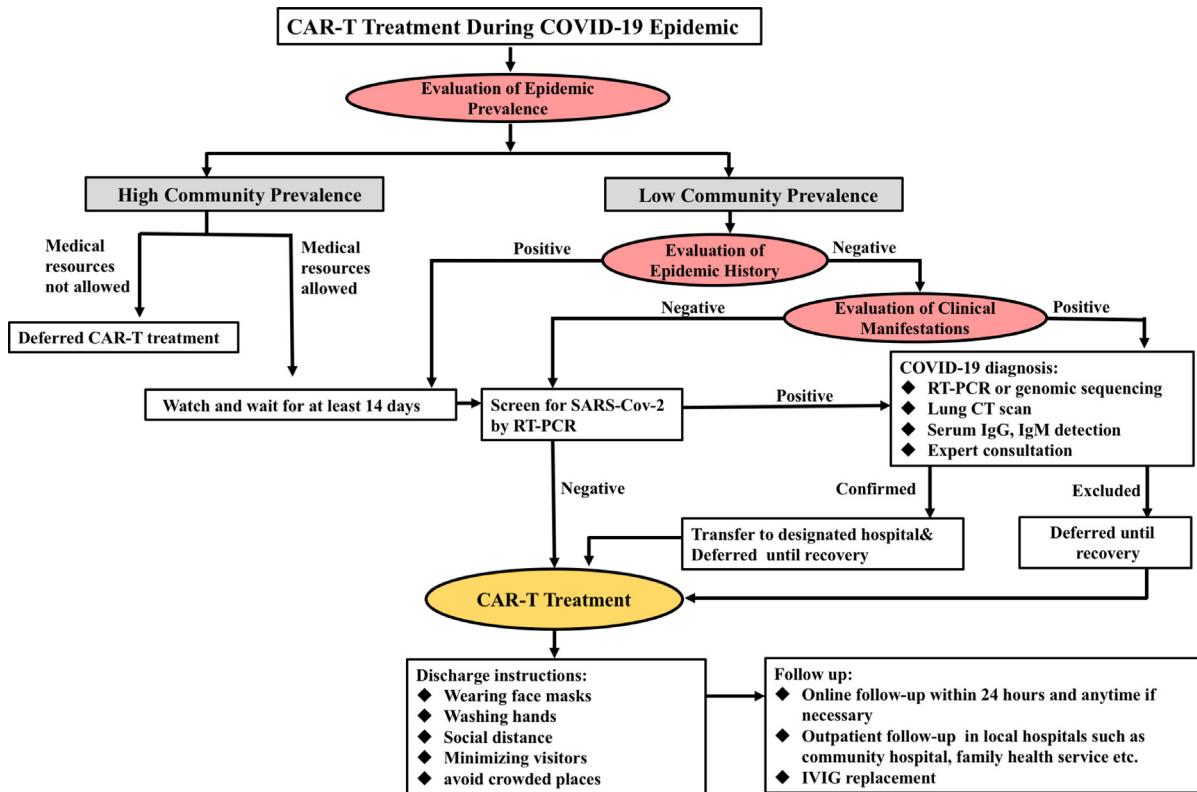 CAR-T Treatment During COVID-19 Epidemic
Evaluation of Epidemic
Prevalence
High Community Prevalence
Low Community Prevalence
Medical
resources
not allowed
Medical
resources
allowed
Positive
Evaluation of
Epidemic History
Negative
Negative
Evaluation of Clinical
Manifestations
Positive
Deferred CAR-T treatment
Watch and wait for at least 14 days
Screen for SARS-Cov-2
by RT-PCR
Positive
COVID-19 diagnosis:
◆ RT-PCR or genomic sequencing
◆ Lung CT scan
◆ Serum IgG, IgM detection
◆ Expert consultation
Negative
Confirmed
Excluded
Transfer to designated hospital&
Deferred until recovery
Deferred until
recovery
CAR-T Treatment
Discharge instructions:
◆ Wearing face masks
◆ Washing hands
◆ Social distance
◆ Minimizing visitors
◆ avoid crowded places
Follow up:
◆ Online follow-up within 24 hours and anytime if
necessary
◆ Outpatient follow-up in local hospitals such as
community hospital, family health service etc.
◆ IVIG replacement